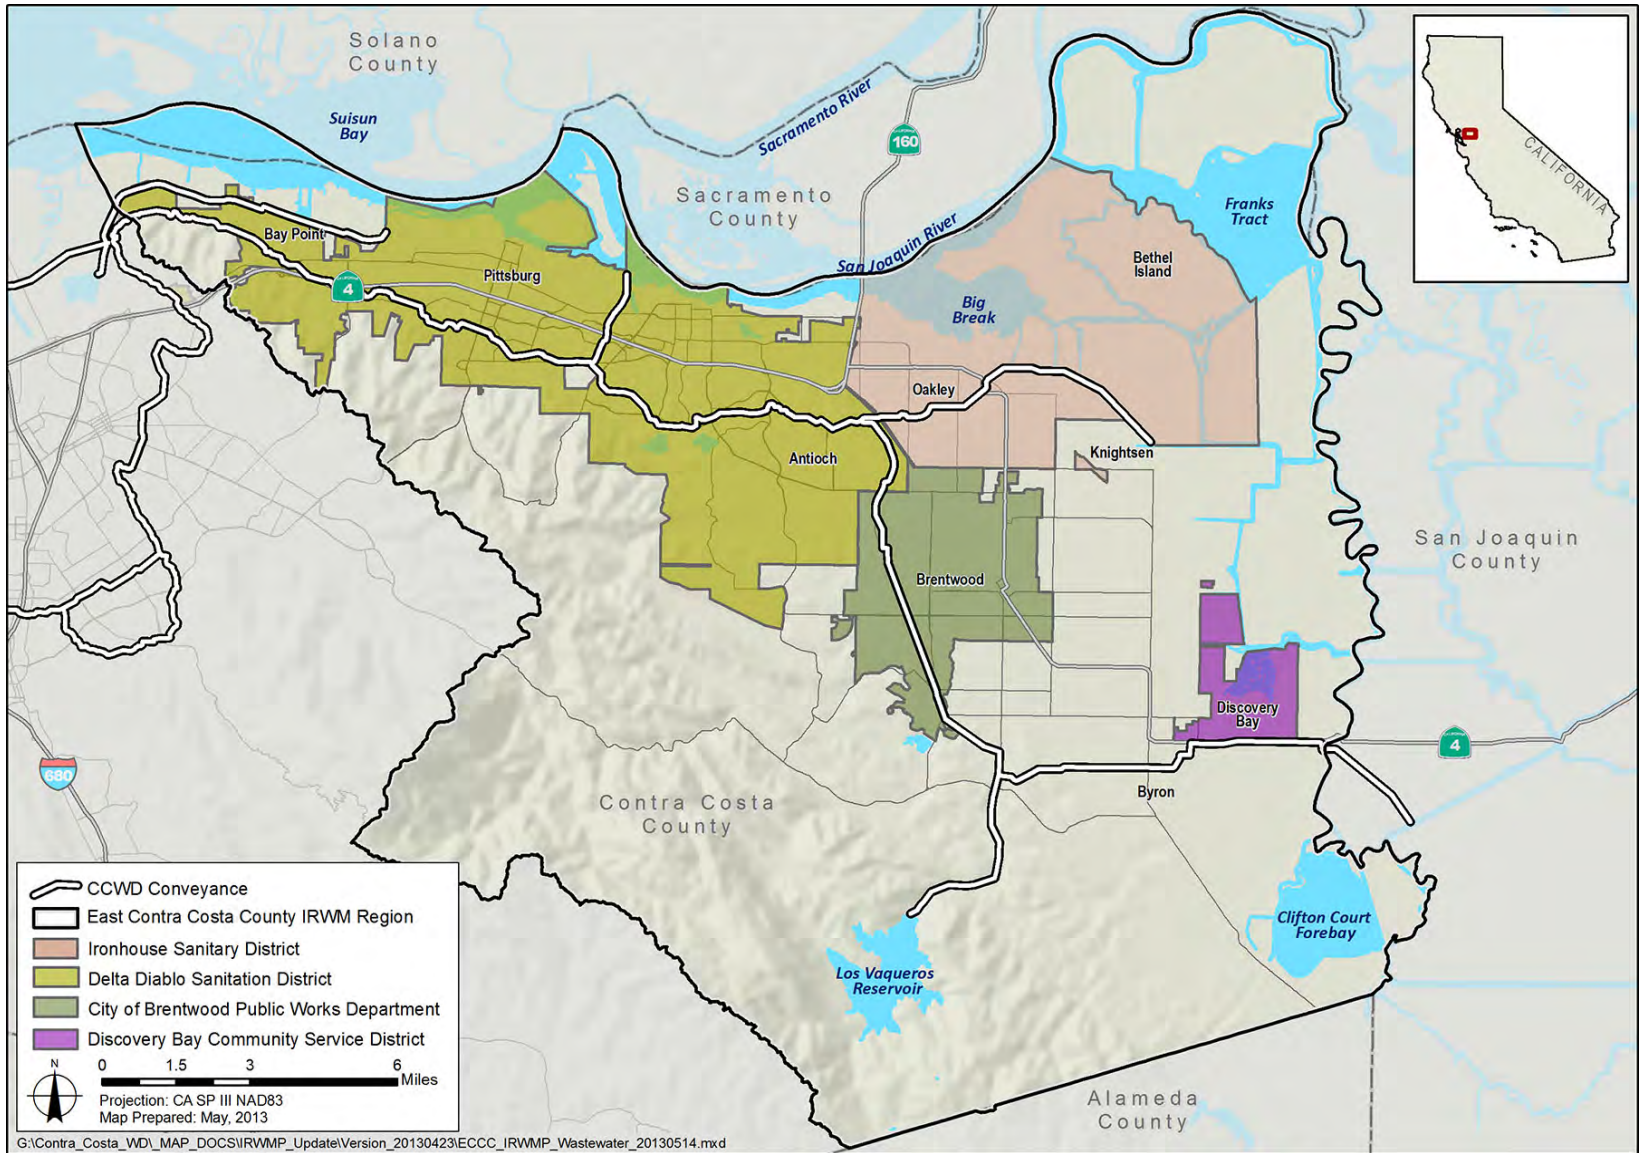 Solano
County
Suisun
Bay
Sacramento River
CALIFORNIA
160
Sacramento
County
San Joaquin River
Franks
Tract
Bethel
Island
CALIFORNIA
Bay Point
Pittsburg
CALIFORNIA
4
Big
Break
Oakley
Knightsen
Antioch
San Joaquin
County
Brentwood
Discovery
Bay
CALIFORNIA
4
680
Contra Costa
County
Byron
Clifton Court
Forebay
Los Vaqueros
Reservoir
Alameda
County
CCWD Conveyance
East Contra Costa County IRWM Region
Ironhouse Sanitary District
Delta Diablo Sanitation District
City of Brentwood Public Works Department
Discovery Bay Community Service District
N
0 1.5 3 6
Miles
Projection: CA SP III NAD83
Map Prepared: May, 2013
G:\Contra_Costa_WD\_MAP_DOCS\IRWMP_Update\Version_20130423\ECCC_IRWMP_Wastewater_20130514.mxd